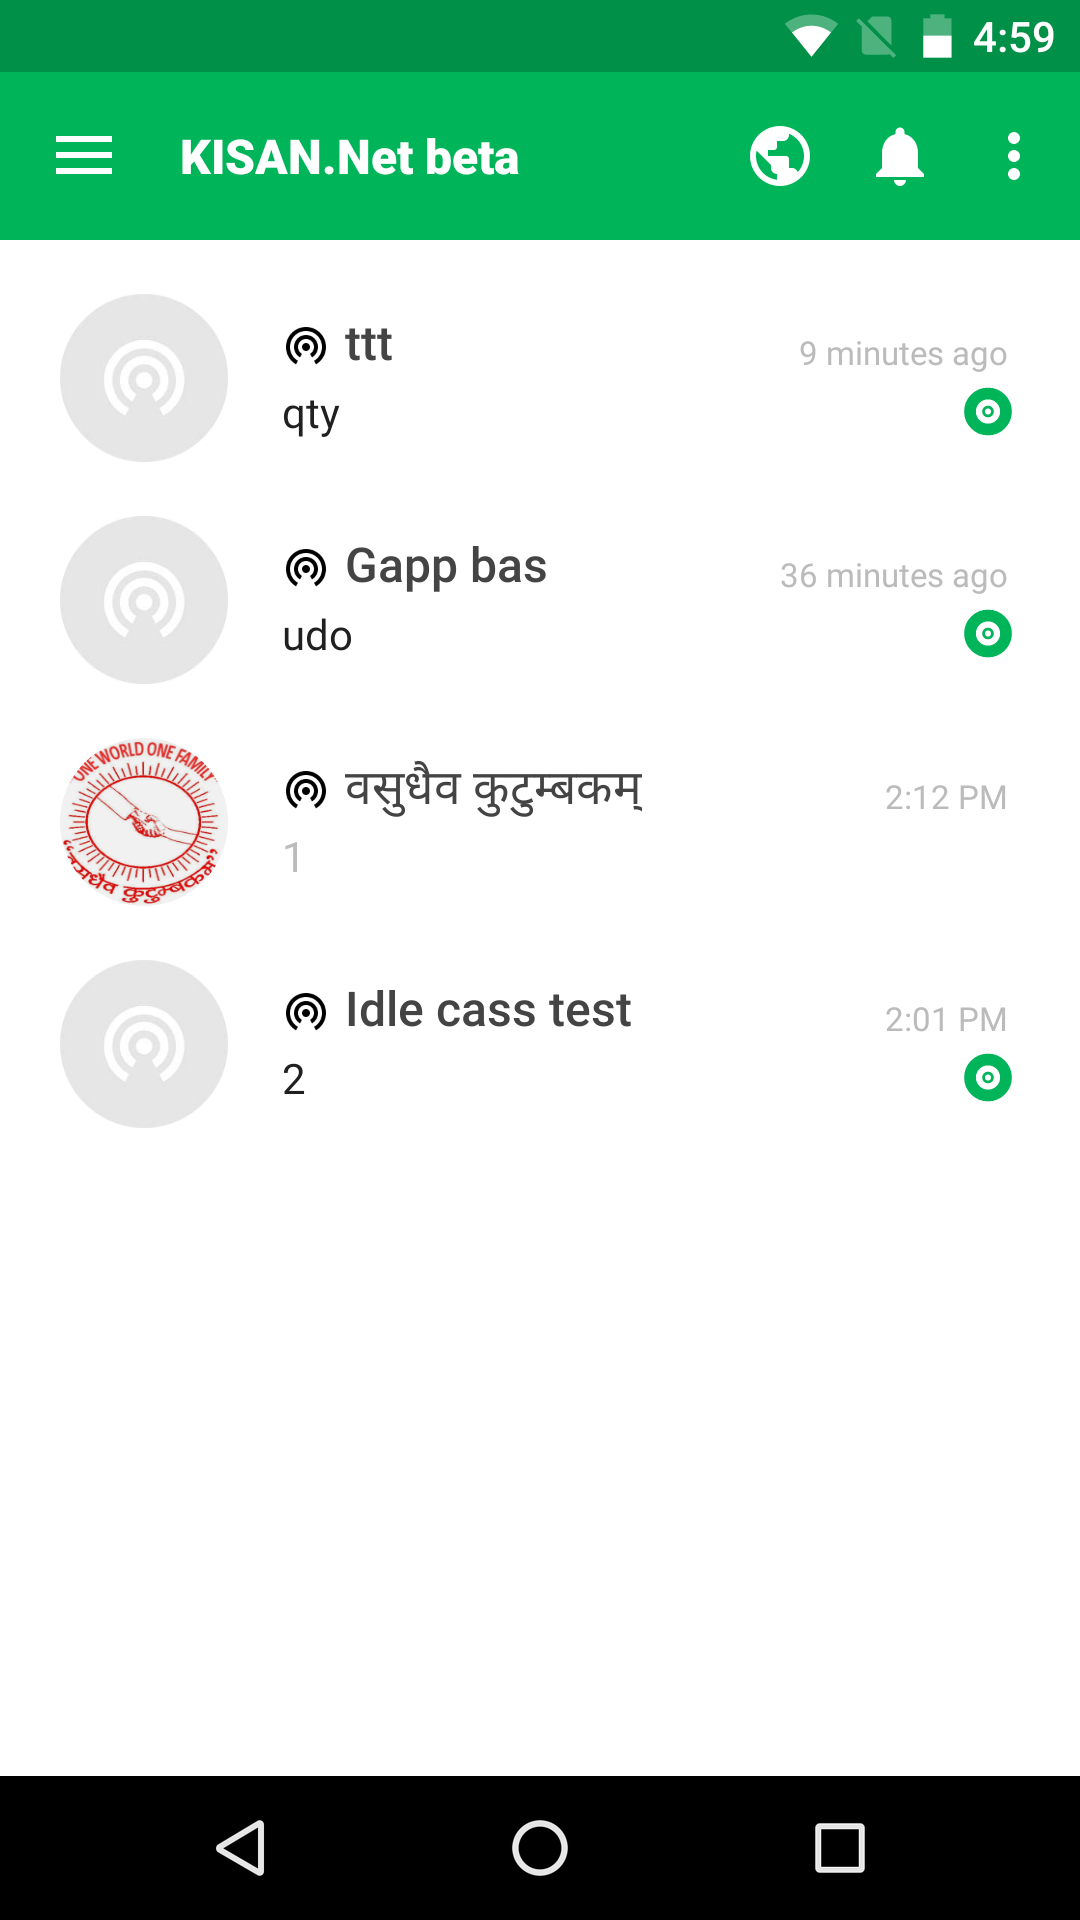 4:59
KISAN.Net beta
ttt
9 minutes ago
qty
Gapp bas
36 minutes ago
udo
ONE WORLD ONE FAMILY
वसुधैव कुटुम्बकम्
2:12 PM
1
कुटुम्बकम
Idle cass test
2:01 PM
2